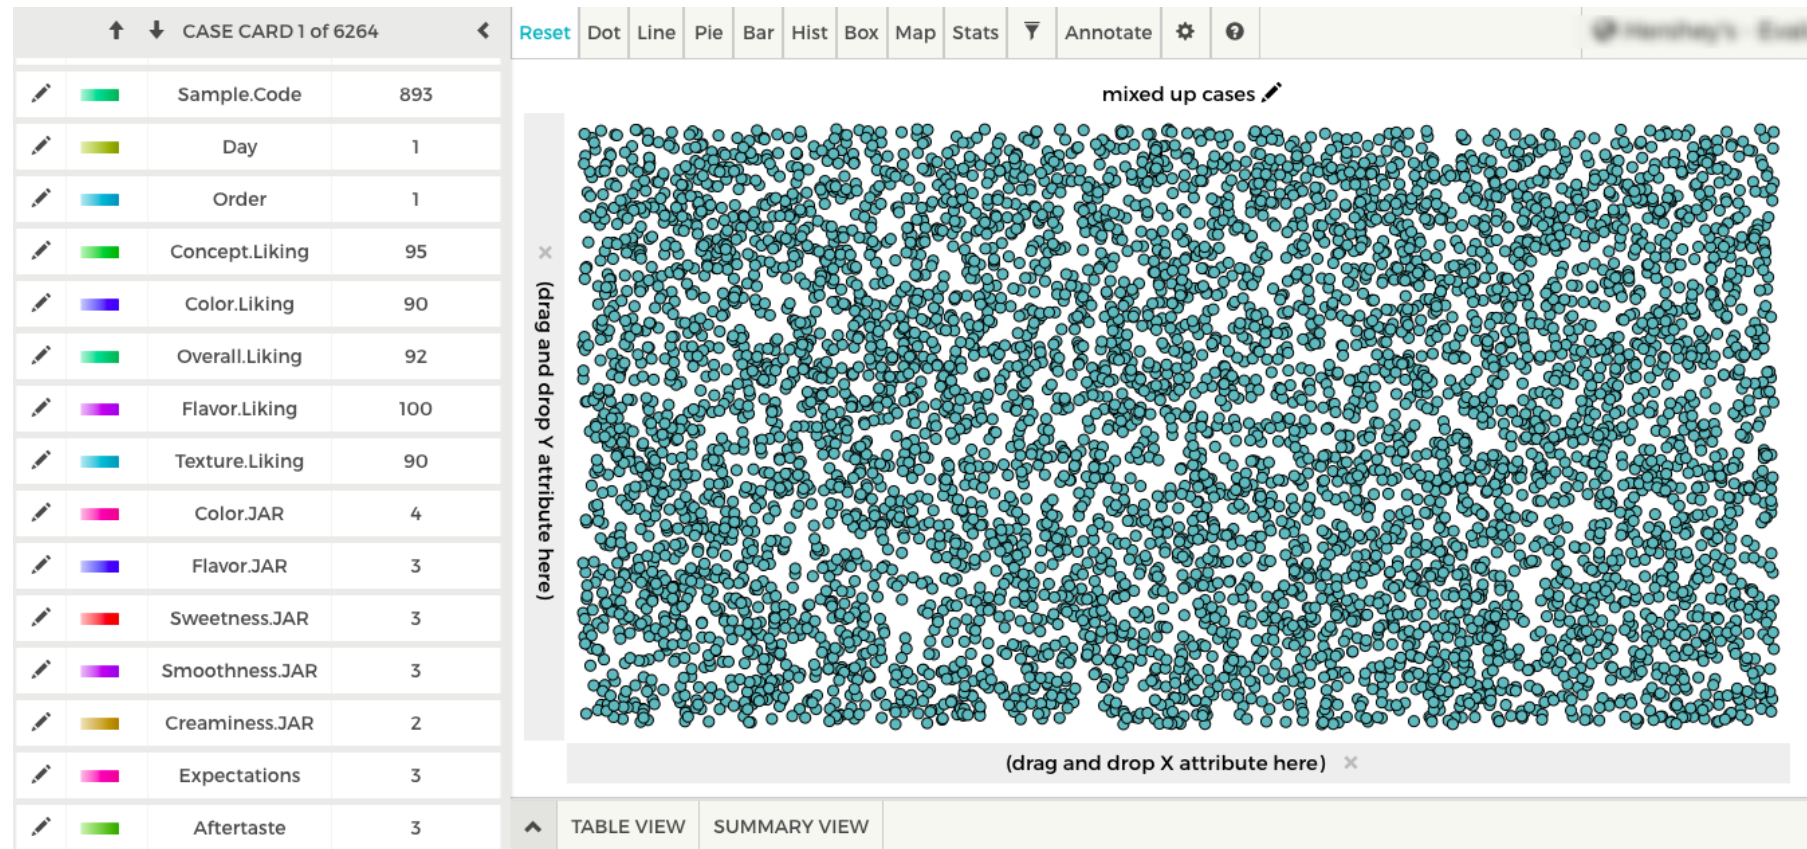 CASE CARD 1 of 6264
Sample.Code 893
Day 1
Order 1
Concept.Liking 95
Color.Liking 90
Overall.Liking 92
Flavor.Liking 100
Texture.Liking 90
Color.JAR 4
Flavor.JAR 3
Sweetness.JAR 3
Smoothness.JAR 3
Creaminess.JAR 2
Expectations 3
Aftertaste 3
Reset Dot Line Pie Bar Hist Box Map Stats Annotate
mixed up cases
(drag and drop Y attribute here)
(drag and drop X attribute here)
TABLE VIEW SUMMARY VIEW